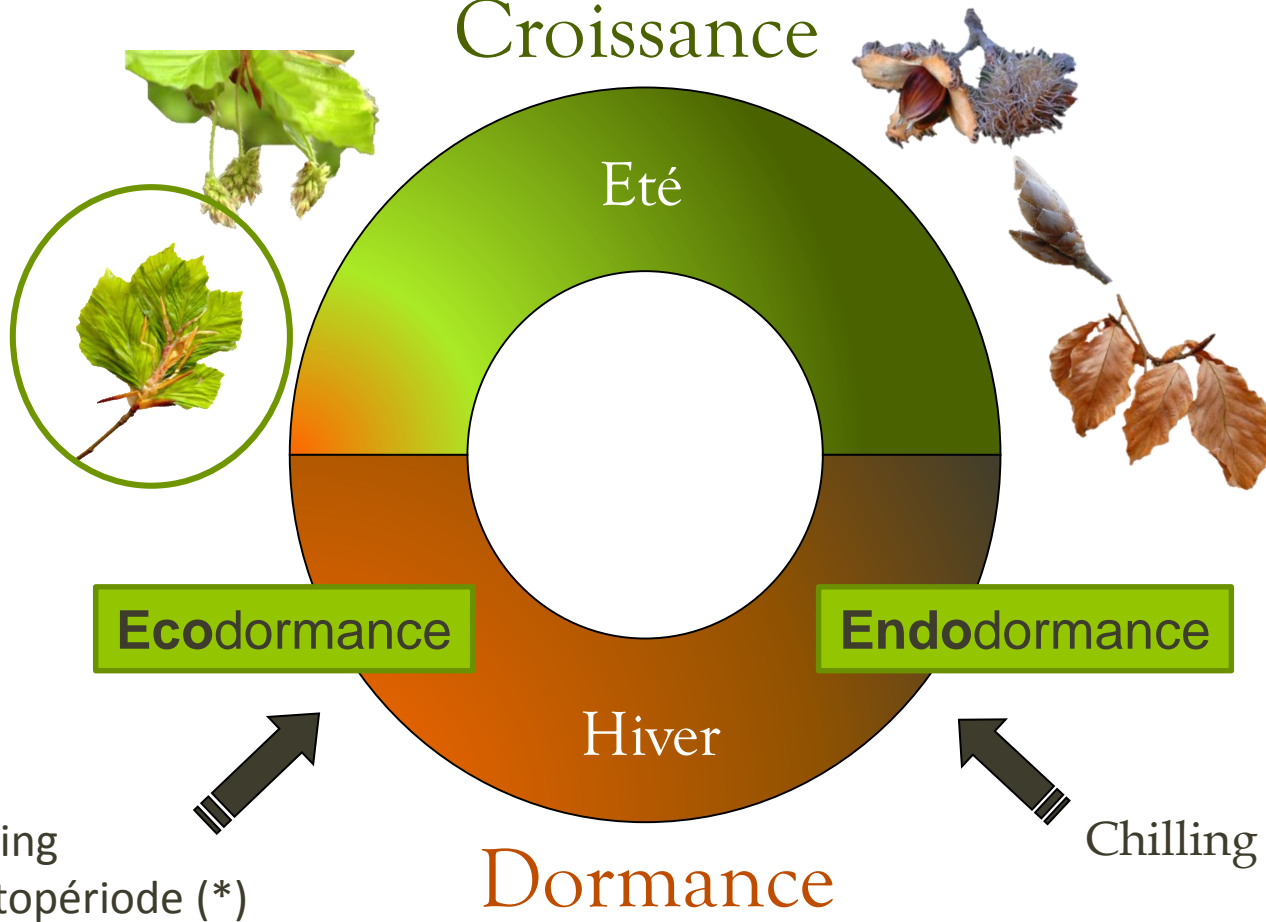 Croissance
Eté
Ecodormance
Endodormance
Hiver
Chilling
ing
topériode (*)
Dormance